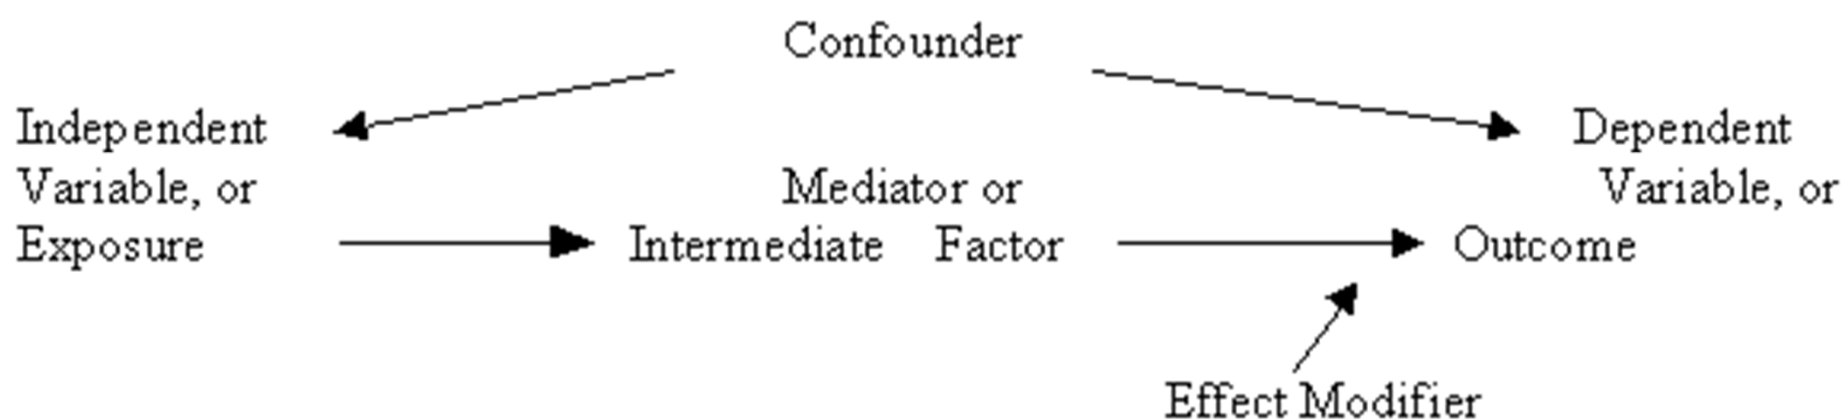 Confounder
Independent
Variable, or
Exposure
Mediator or
Intermediate Factor
Dependent
Variable, or
Outcome
Effect Modifier